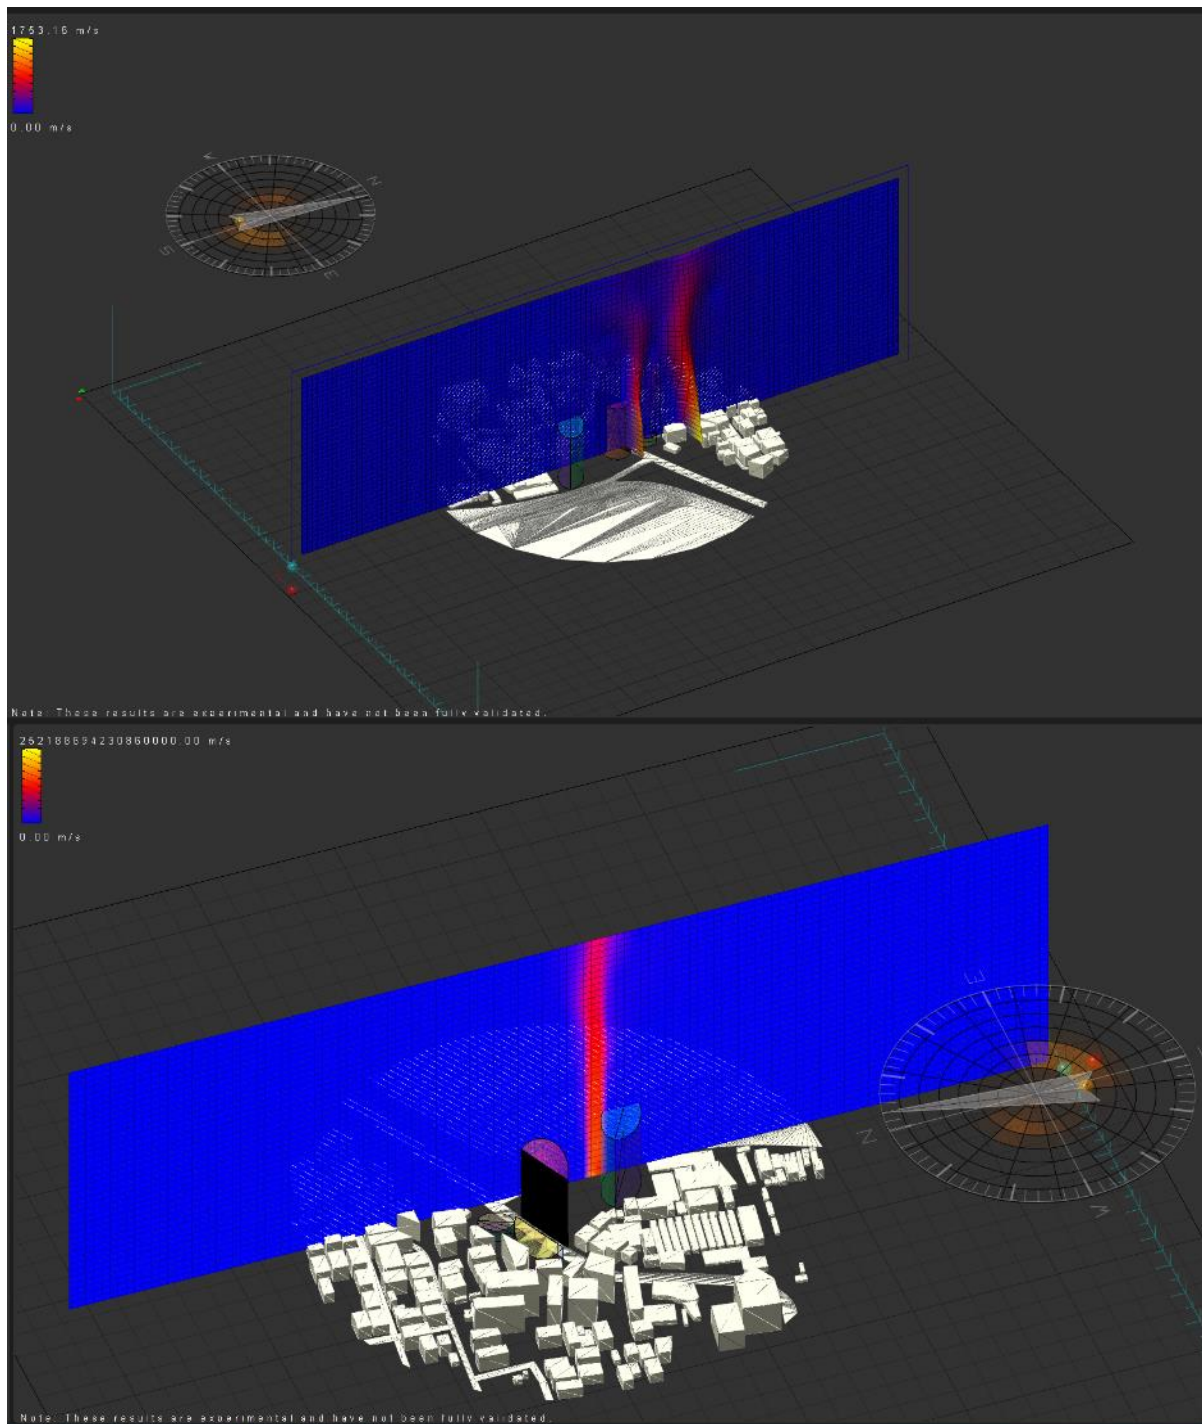 1753.16 m/s
0.00 m/s
N
S
E
Note: These results are experimental and have not been fully validated.
252188894230860000.00 m/s
0.00 m/s
E
N
W
Note: These results are experimental and have not been fully validated.